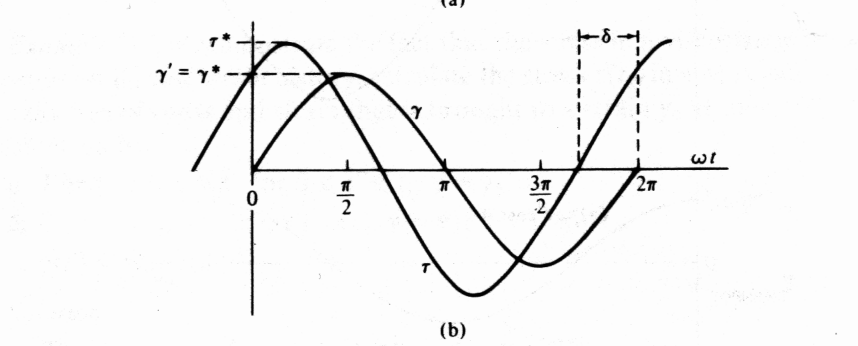 (a)
τ*
δ
γ' = γ*
γ
ωt
0
π/2
π
3π/2
2π
τ
(b)